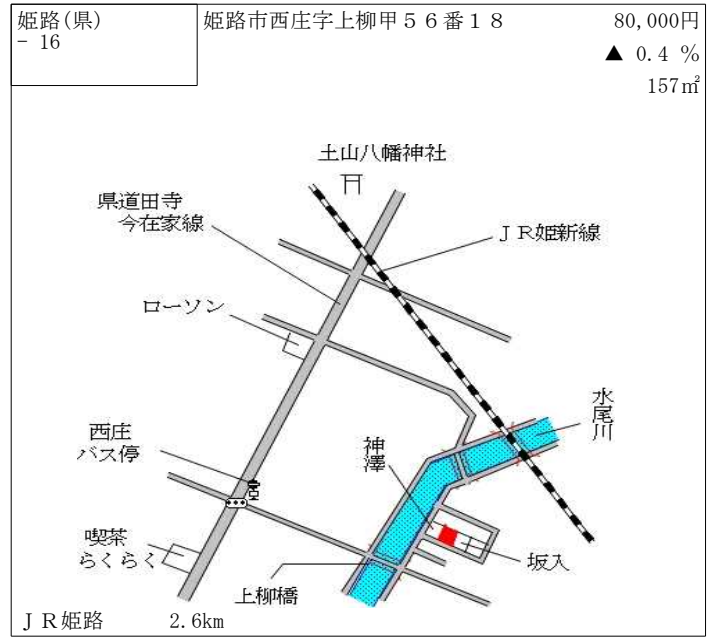 姫路(県)
- 16
姫路市西庄字上柳甲５６番１８
80,000円
▲ 0.4 %
157㎡
土山八幡神社
県道田寺
今在家線
ＪＲ姫新線
ローソン
水尾川
西庄
バス停
神澤
喫茶
らくらく
坂入
上柳橋
ＪＲ姫路 2.6km